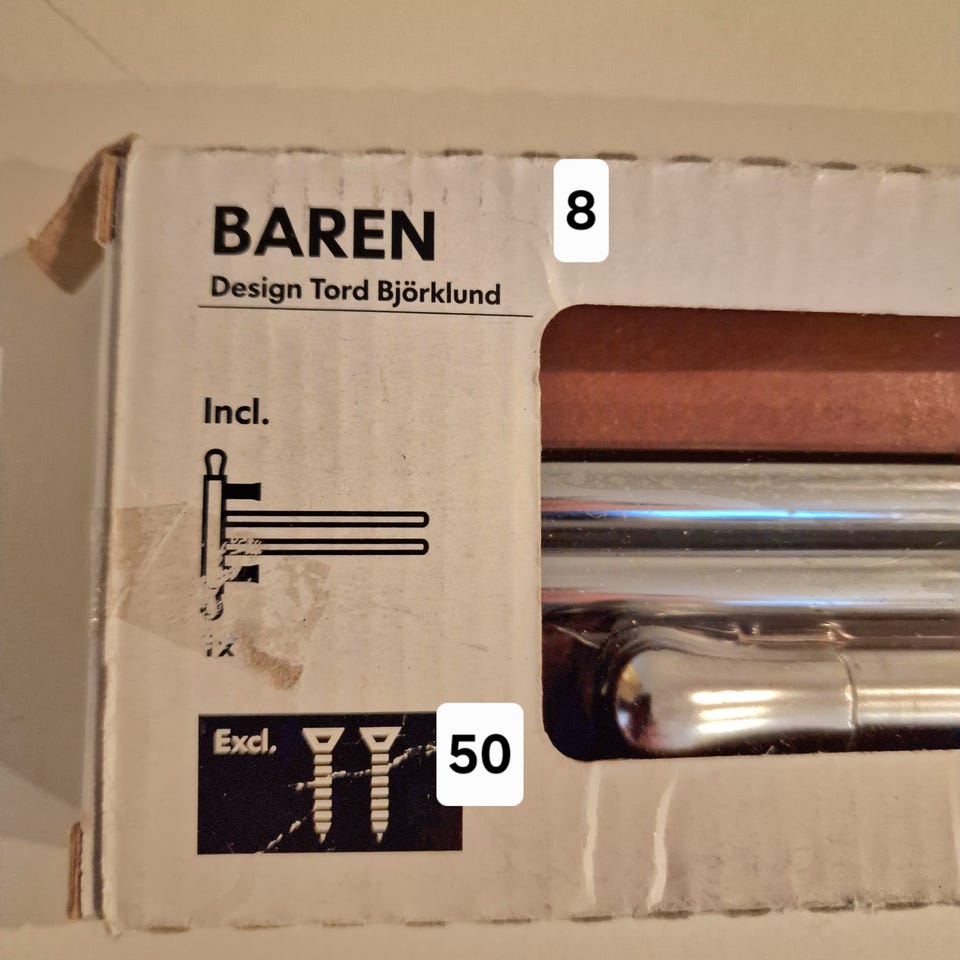 8
BAREN
Design Tord Björklund
Incl.
1x
Excl.
50